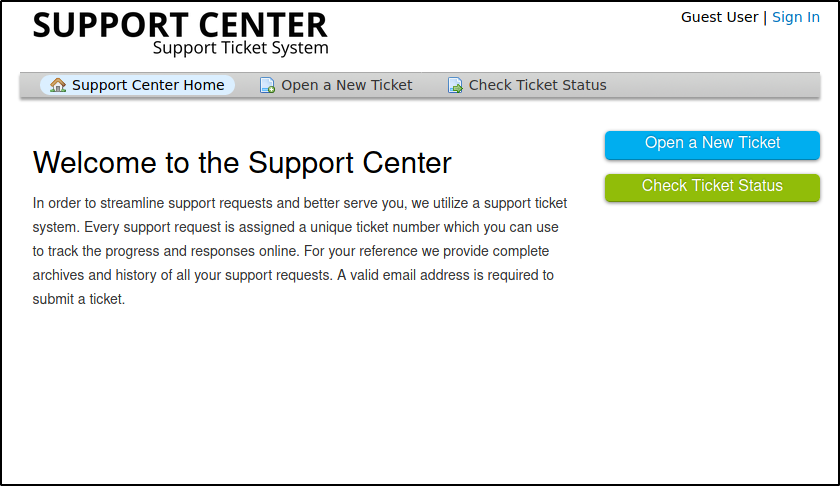 SUPPORT CENTER
Support Ticket System
Guest User | Sign In
Support Center Home
Open a New Ticket
Check Ticket Status
Welcome to the Support Center
In order to streamline support requests and better serve you, we utilize a support ticket
system. Every support request is assigned a unique ticket number which you can use
to track the progress and responses online. For your reference we provide complete
archives and history of all your support requests. A valid email address is required to
submit a ticket.
Open a New Ticket
Check Ticket Status